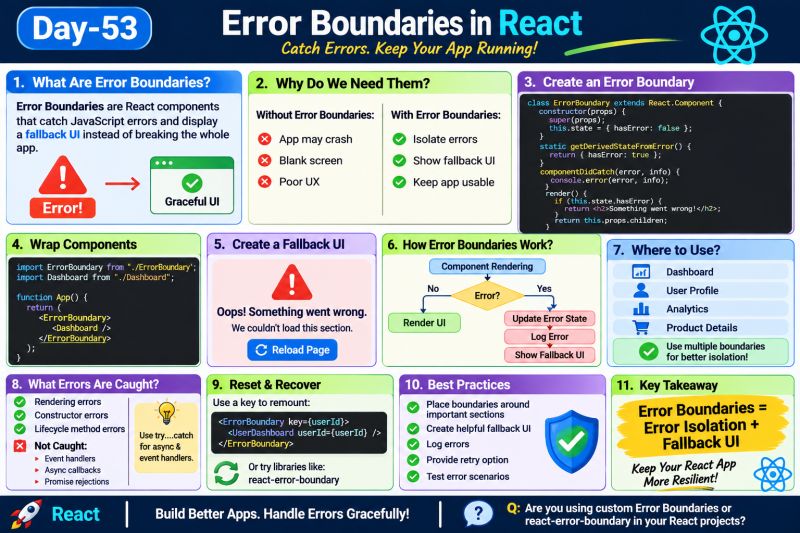 Day-53
Error Boundaries in React
Catch Errors. Keep Your App Running!
1. What Are Error Boundaries?
Error Boundaries are React components
that catch JavaScript errors and display
a fallback UI instead of breaking the whole
app.
Error!
Graceful UI
2. Why Do We Need Them?
Without Error Boundaries:
App may crash
Blank screen
Poor UX
With Error Boundaries:
Isolate errors
Show fallback UI
Keep app usable
3. Create an Error Boundary
class ErrorBoundary extends React.Component {
constructor(props) {
super(props);
this.state = { hasError: false };
}
static getDerivedStateFromError() {
return { hasError: true };
}
componentDidCatch(error, info) {
console.error(error, info);
}
render() {
if (this.state.hasError) {
return <h2>Something went wrong!</h2>;
}
return this.props.children;
}
}
4. Wrap Components
import ErrorBoundary from "./ErrorBoundary";
import Dashboard from "./Dashboard";
function App() {
return (
<ErrorBoundary>
<Dashboard />
</ErrorBoundary>
);
}
5. Create a Fallback UI
Oops! Something went wrong.
We couldn't load this section.
Reload Page
6. How Error Boundaries Work?
Component Rendering
No
Error?
Yes
Render UI
Update Error State
Log Error
Show Fallback UI
7. Where to Use?
Dashboard
User Profile
Analytics
Product Details
Use multiple boundaries
for better isolation!
8. What Errors Are Caught?
Rendering errors
Constructor errors
Lifecycle method errors
Not Caught:
Event handlers
Async callbacks
Promise rejections
Use try....catch
for async &
event handlers.
9. Reset & Recover
Use a key to remount:
<ErrorBoundary key={userId}>
<UserDashboard userId={userId} />
</ErrorBoundary>
Or try libraries like:
react-error-boundary
10. Best Practices
Place boundaries around
important sections
Create helpful fallback UI
Log errors
Provide retry option
Test error scenarios
11. Key Takeaway
Error Boundaries =
Error Isolation +
Fallback UI
Keep Your React App
More Resilient!
React
Build Better Apps. Handle Errors Gracefully!
?
Q: Are you using custom Error Boundaries or
react-error-boundary in your React projects?